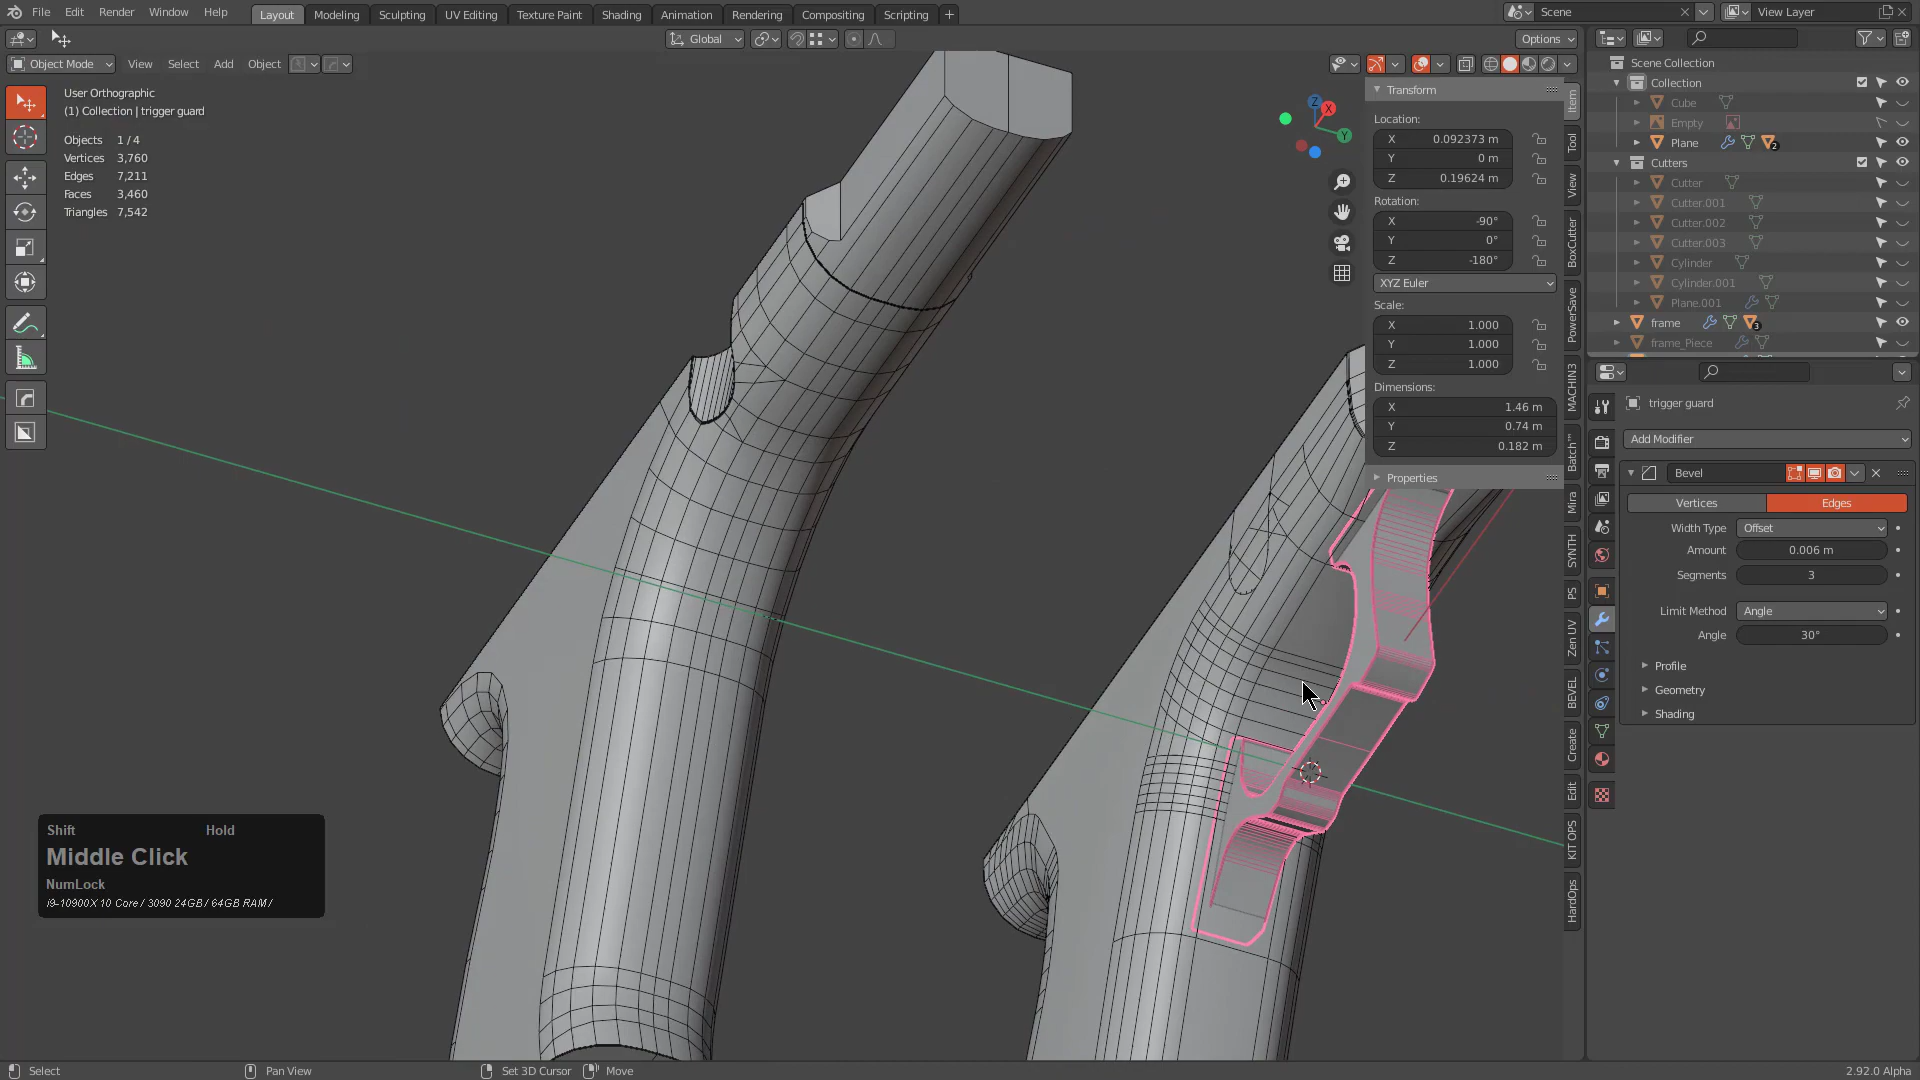 File Edit Render Window Help Layout Modeling Sculpting UV Editing Texture Paint Shading Animation Rendering Compositing Scripting + Scene View Layer
Global Options
Object Mode View Select Add Object
User Orthographic
(1) Collection | trigger guard
Objects 1 / 4
Vertices 3,760
Edges 7,211
Faces 3,460
Triangles 7,542
Z
X
Y
Transform
Location:
X 0.092373 m
Y 0 m
Z 0.19624 m
Rotation:
X -90°
Y 0°
Z -180°
XYZ Euler
Scale:
X 1.000
Y 1.000
Z 1.000
Dimensions:
X 1.46 m
Y 0.74 m
Z 0.182 m
Properties
Item
Tool
View
BoxCutter
PowerSave
MACHIN3
Batch™
Mira
SYNTH
PS
Zen UV
BEVEL
Create
Edit
KIT OPS
HardOps
Scene Collection
Collection
Cube
Empty
Plane 2
Cutters
Cutter
Cutter.001
Cutter.002
Cutter.003
Cylinder
Cylinder.001
Plane.001
frame 3
frame_Piece
trigger guard
Add Modifier
Bevel
Vertices Edges
Width Type Offset
Amount 0.006 m
Segments 3
Limit Method Angle
Angle 30°
Profile
Geometry
Shading
Shift Hold
Middle Click
NumLock
i9-10900X 10 Core / 3090 24GB / 64GB RAM /
Select Pan View Set 3D Cursor Move 2.92.0 Alpha